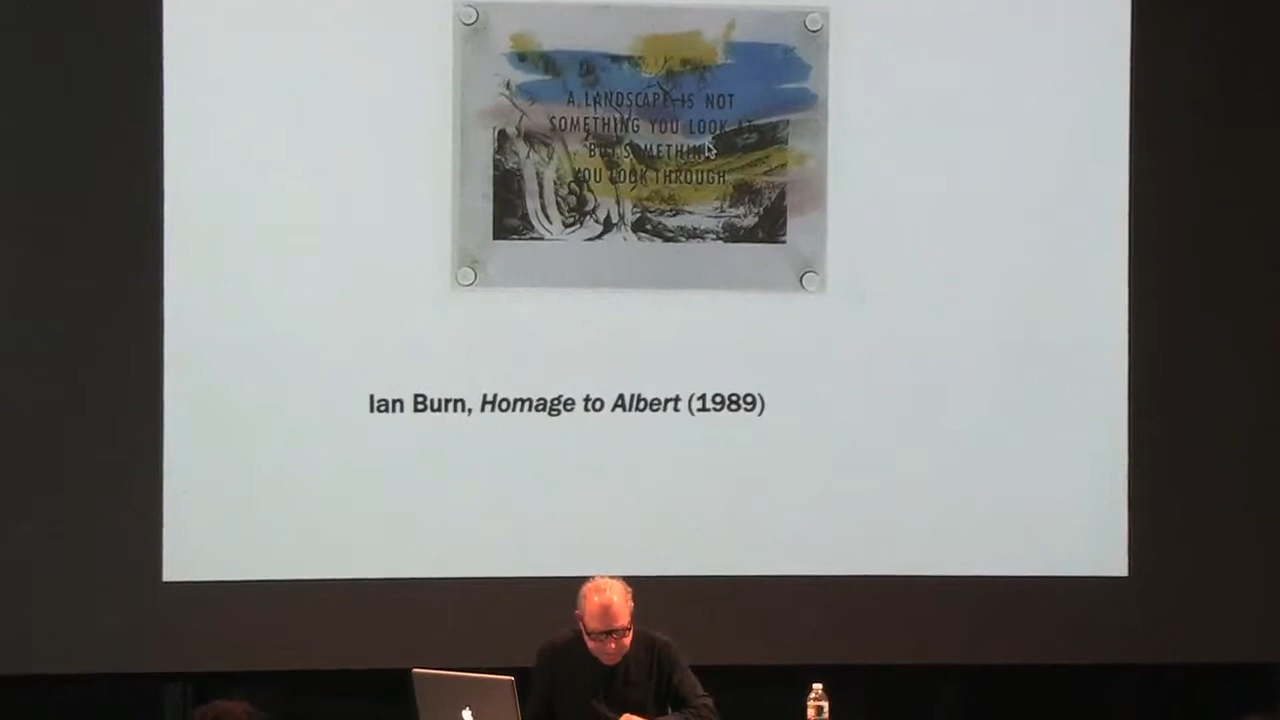 A LANDSCAPE IS NOT
SOMETHING YOU LOOK AT
BUT SOMETHING
YOU LOOK THROUGH
Ian Burn, Homage to Albert (1989)